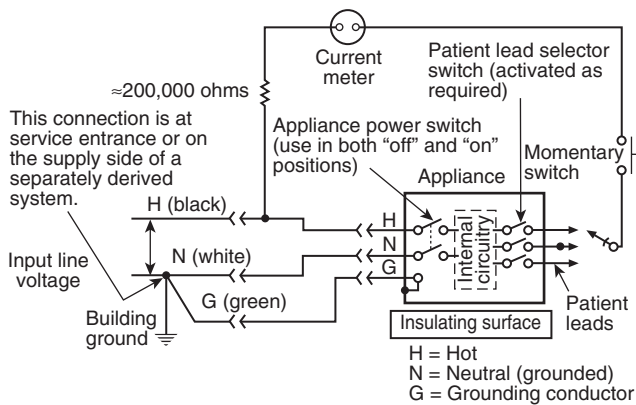 Current
meter
Patient lead selector
switch (activated as
required)
≈200,000 ohms
This connection is at
service entrance or on
the supply side of a
separately derived
system.
Appliance power switch
(use in both “off” and “on”
positions)
Momentary
switch
Appliance
H (black)
H
N
G
Internal
circuitry
N (white)
Input line
voltage
G (green)
Building
ground
Patient
leads
Insulating surface
H = Hot
N = Neutral (grounded)
G = Grounding conductor